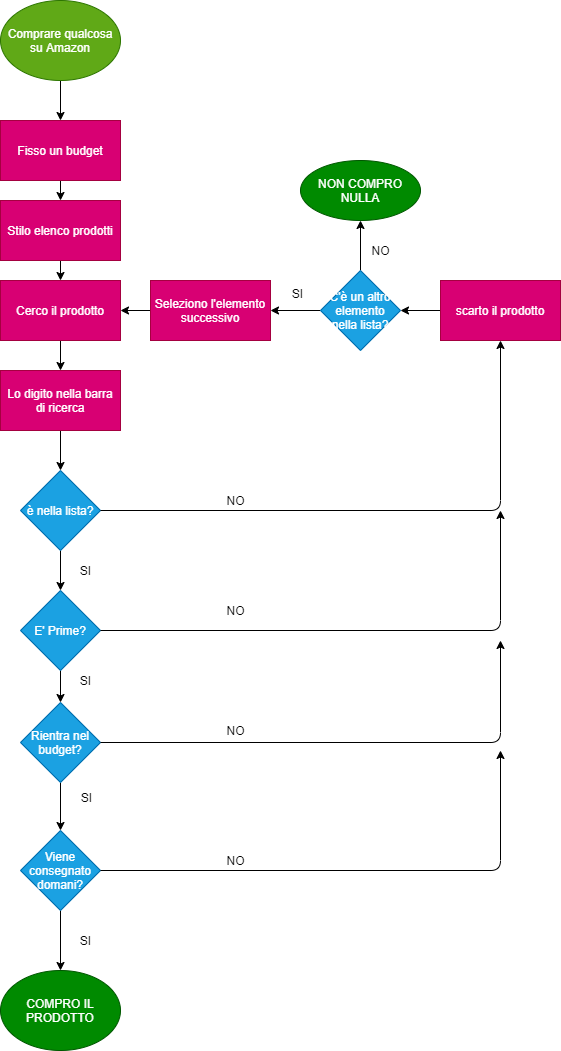 Comprare qualcosa
su Amazon
Fisso un budget
Stilo elenco prodotti
Cerco il prodotto
Seleziono l'elemento
successivo
SI
C'è un altro
elemento
nella lista?
NO
NON COMPRO
NULLA
scarto il prodotto
Lo digito nella barra
di ricerca
è nella lista?
NO
SI
E' Prime?
NO
SI
Rientra nel
budget?
NO
SI
Viene
consegnato
domani?
NO
SI
COMPRO IL
PRODOTTO